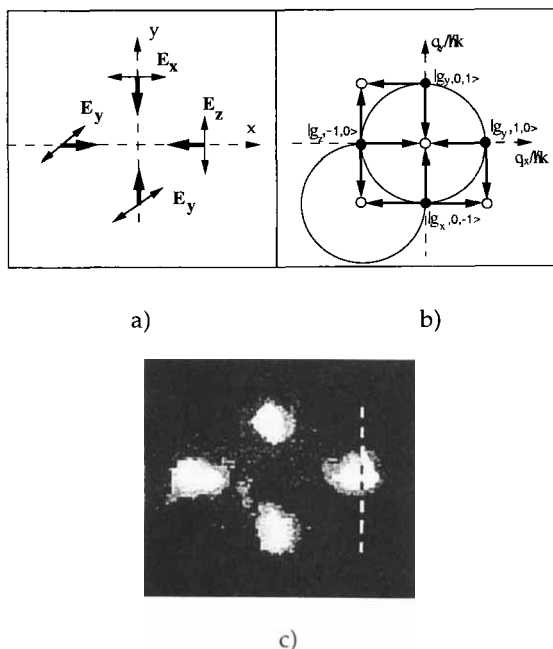 y
E_x
E_y
E_z
x
E_y
q_y/ħk
|g_y,0,1>
|g_z,-1,0>
|g_y,1,0>
q_x/ħk
|g_x,0,-1>
a)
b)
c)